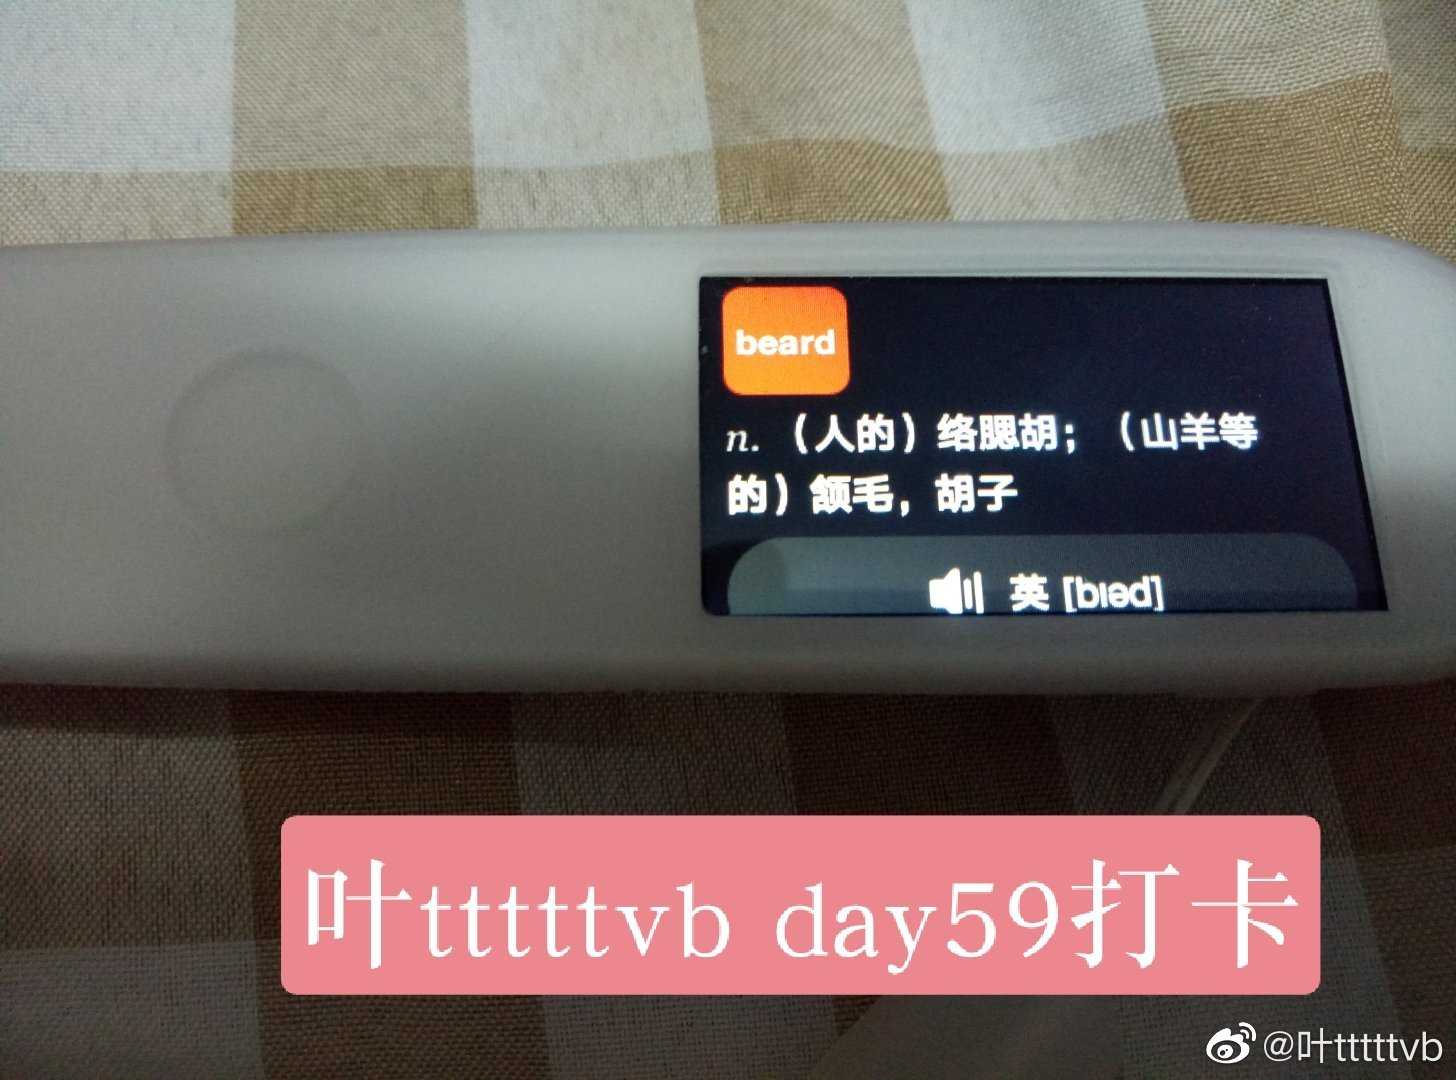 beard
n.（人的）络腮胡；（山羊等
的）颔毛，胡子
英 [bɪəd]
叶tttttvb day59打卡
@叶tttttvb